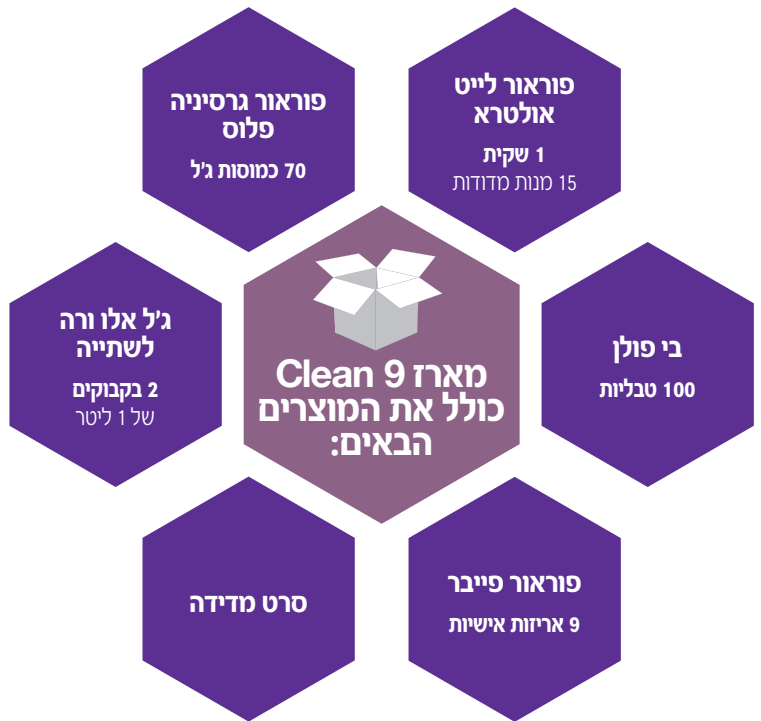 פוראור לייט
אולטרא
1 שקית
15 מנות מדודות
פוראור גרסיניה
פלוס
70 כמוסות ג'ל
מארז Clean 9
כולל את המוצרים
הבאים:
בי פולן
100 טבליות
ג'ל אלו ורה
לשתייה
2 בקבוקים
של 1 ליטר
פוראור פייבר
9 אריזות אישיות
סרט מדידה